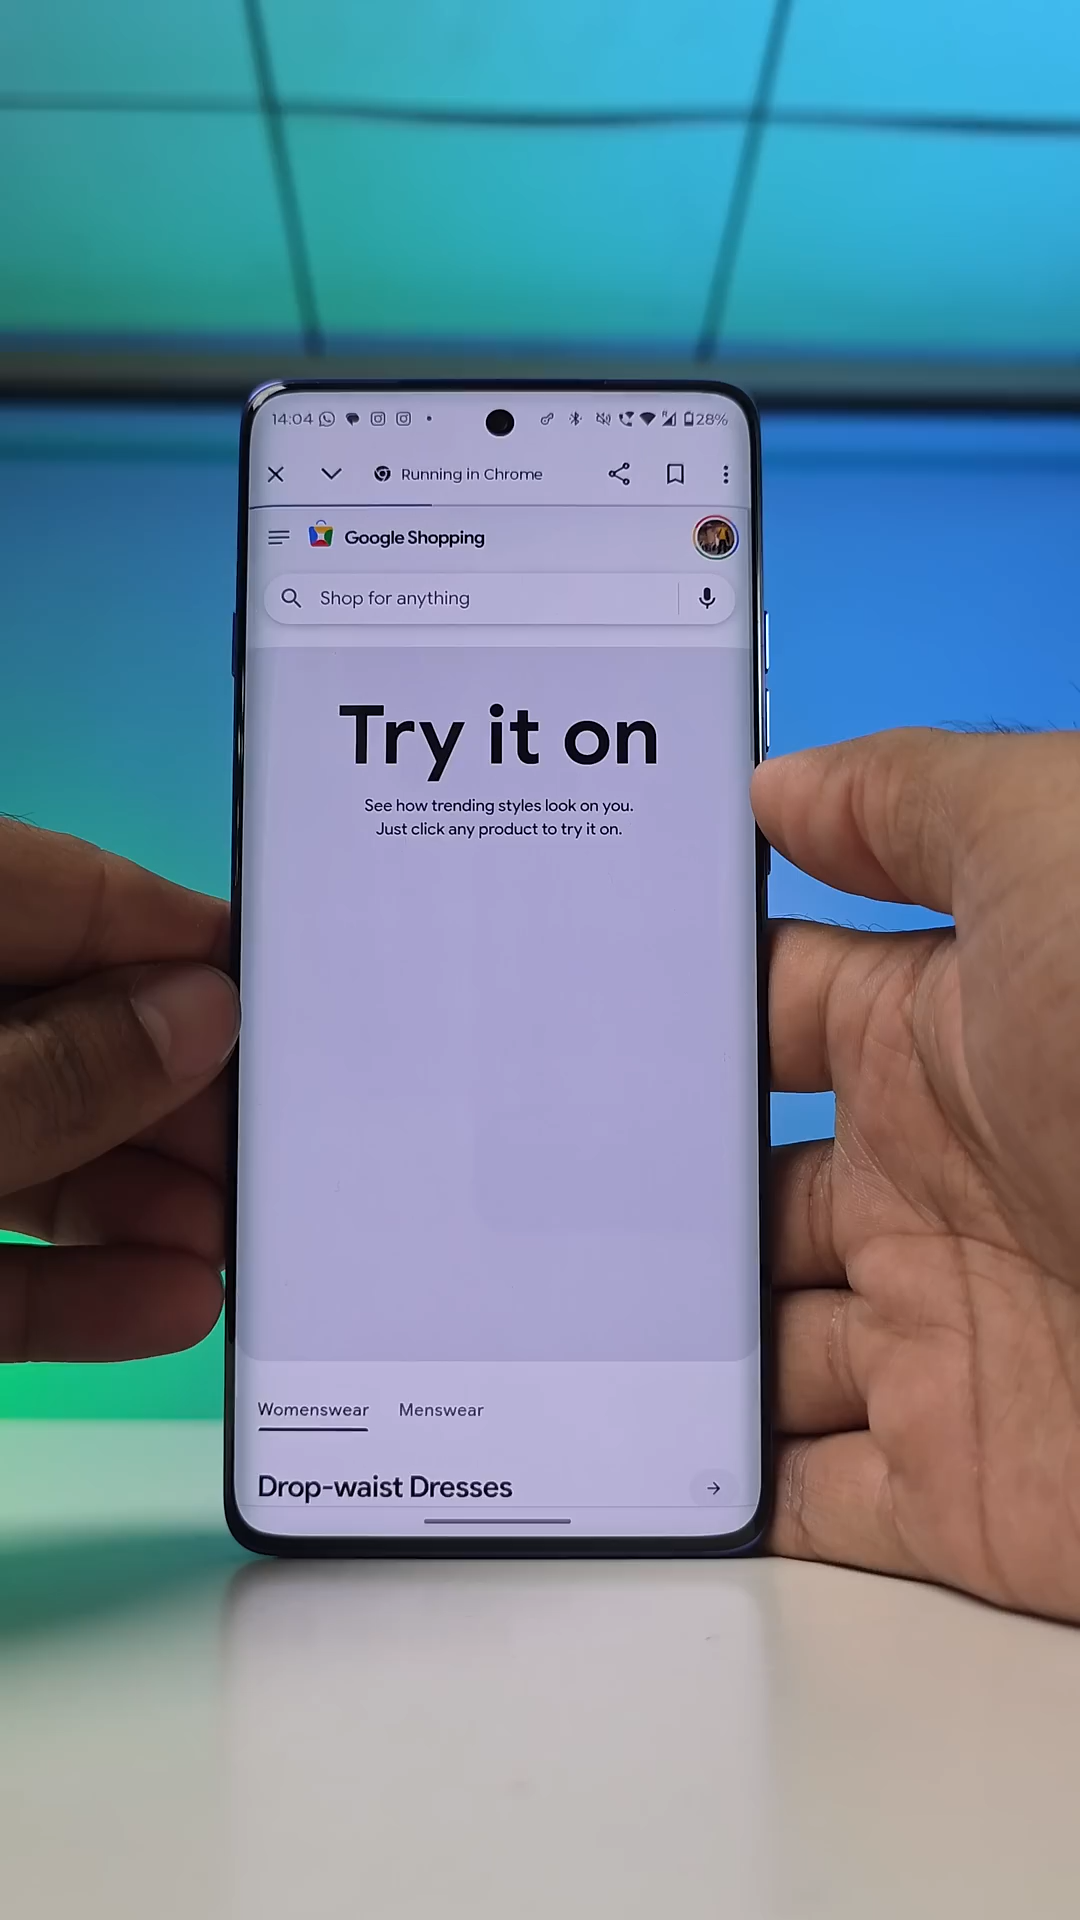 14:04
28%
Running in Chrome
Google Shopping
Shop for anything
Try it on
See how trending styles look on you.
Just click any product to try it on.
Womenswear Menswear
Drop-waist Dresses